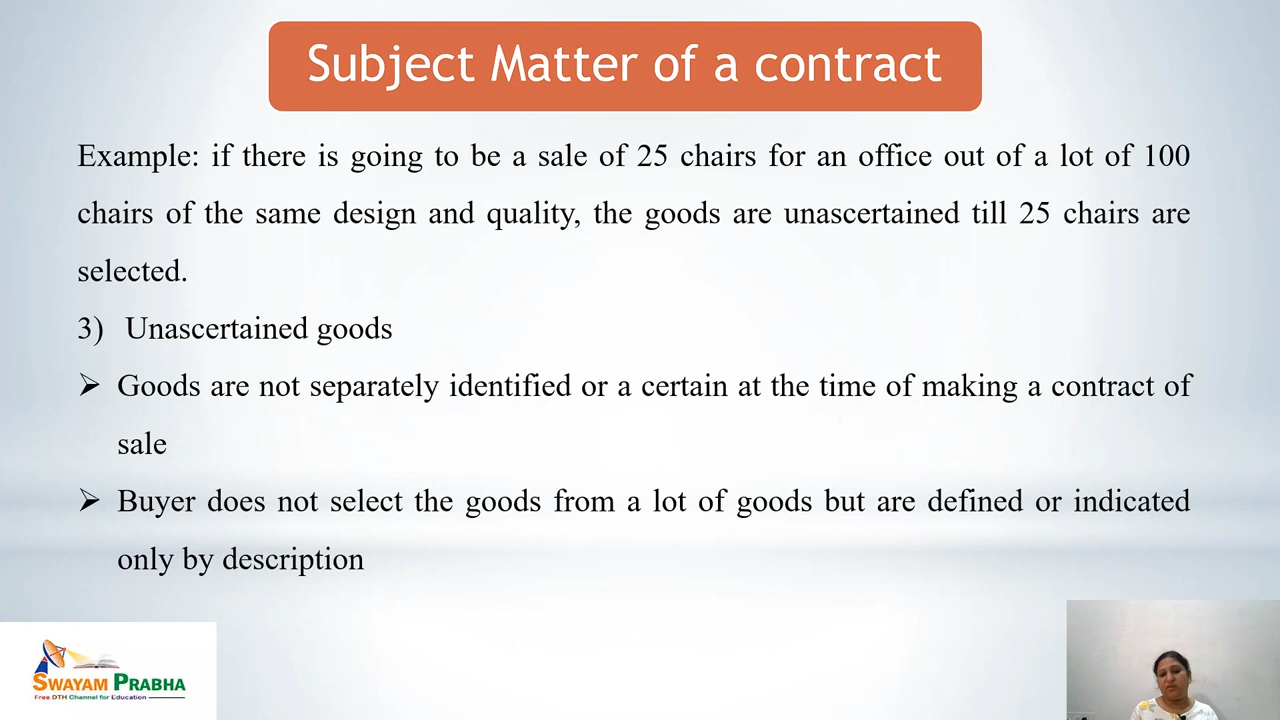 Subject Matter of a contract
Example: if there is going to be a sale of 25 chairs for an office out of a lot of 100
chairs of the same design and quality, the goods are unascertained till 25 chairs are
selected.
3) Unascertained goods
➢ Goods are not separately identified or a certain at the time of making a contract of
sale
➢ Buyer does not select the goods from a lot of goods but are defined or indicated
only by description
SWAYAM PRABHA
Free DTH Channel for Education